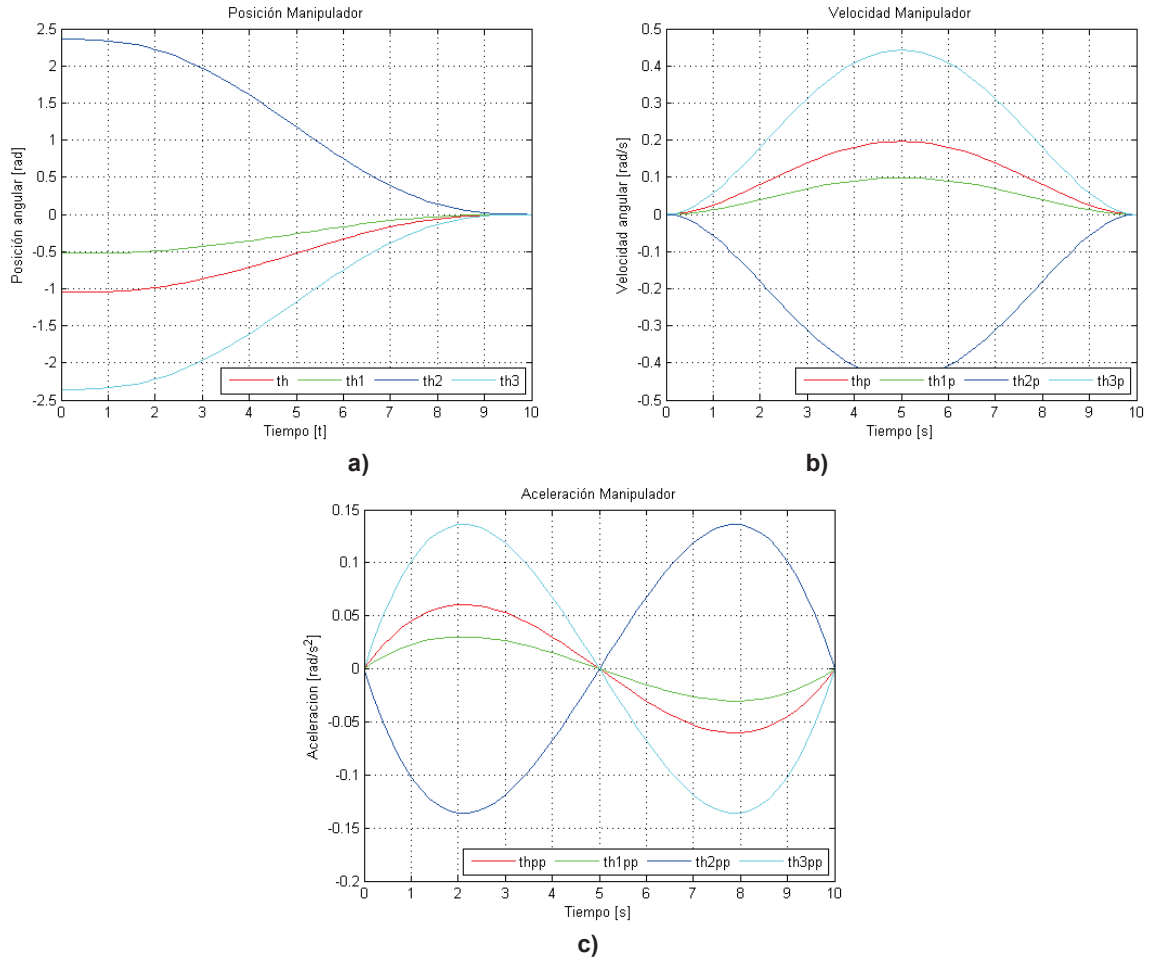 Posición Manipulador
2.5
2
1.5
1
0.5
0
-0.5
-1
-1.5
-2
-2.5
Posición angular [rad]
th th1 th2 th3
0 1 2 3 4 5 6 7 8 9 10
Tiempo [t]
a)
Velocidad Manipulador
0.5
0.4
0.3
0.2
0.1
0
-0.1
-0.2
-0.3
-0.4
-0.5
Velocidad angular [rad/s]
thp th1p th2p th3p
0 1 2 3 4 5 6 7 8 9 10
Tiempo [s]
b)
Aceleración Manipulador
0.15
0.1
0.05
0
-0.05
-0.1
-0.15
-0.2
Aceleracion [rad/s²]
thpp th1pp th2pp th3pp
0 1 2 3 4 5 6 7 8 9 10
Tiempo [s]
c)